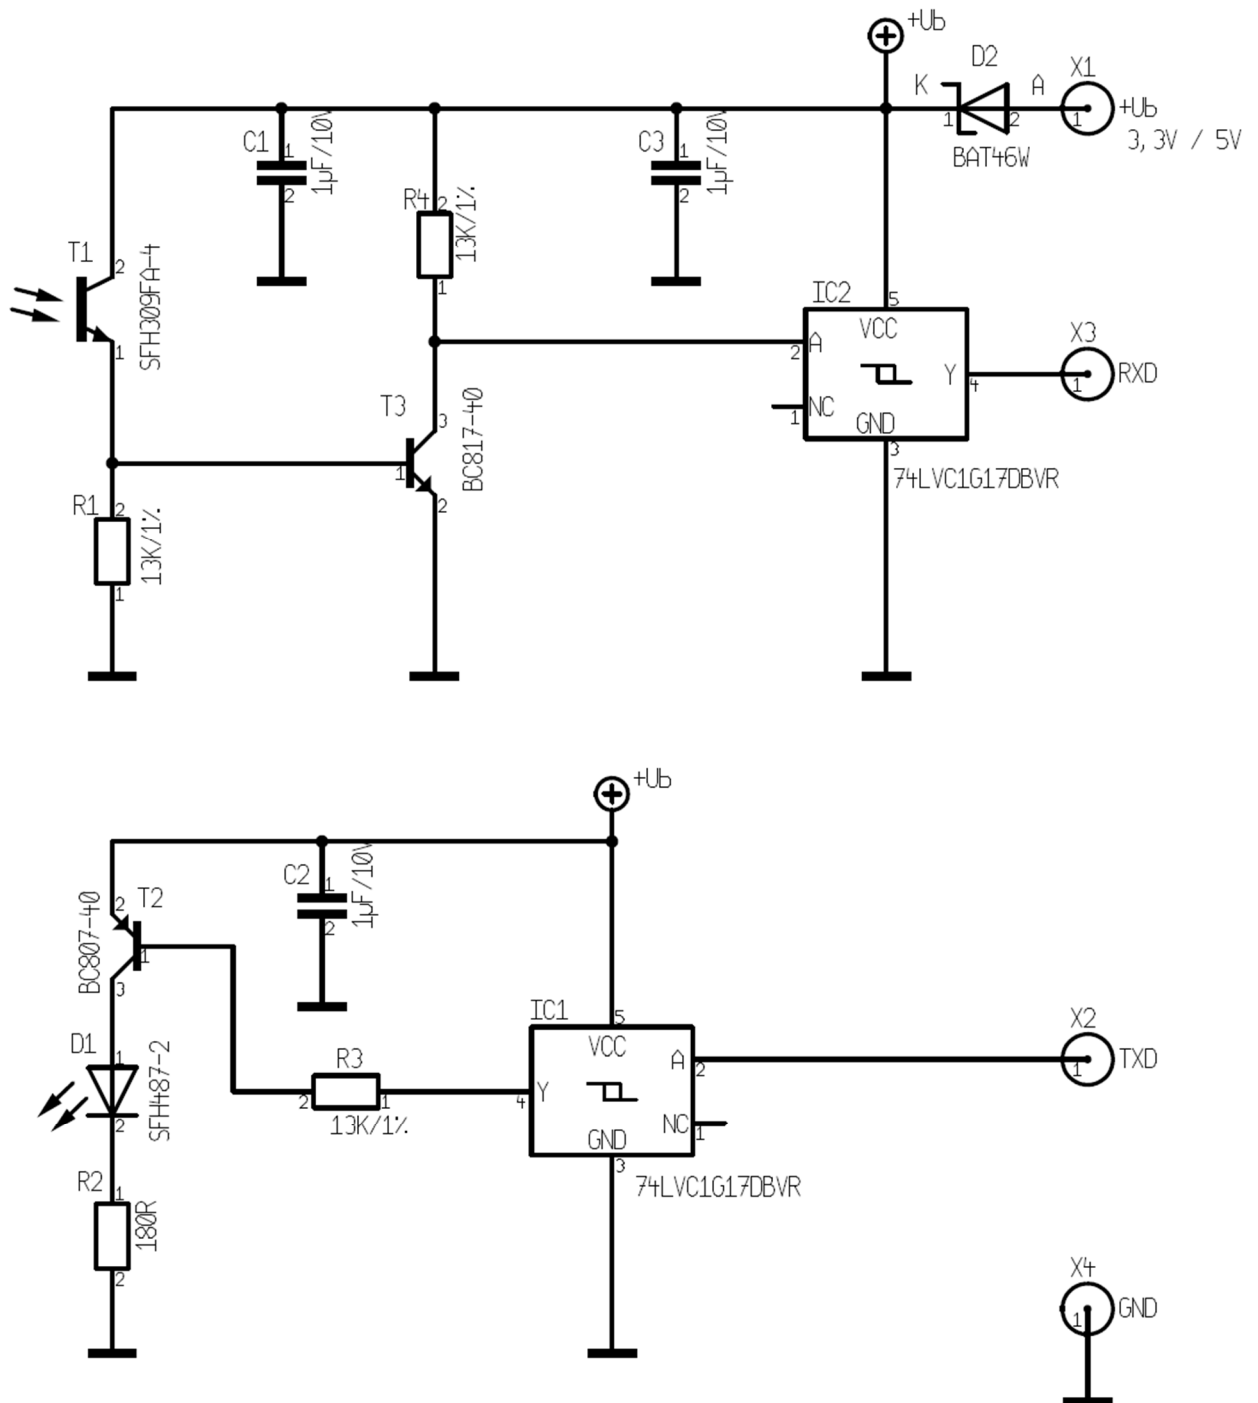 +Ub
D2
K
A
X1
1
2
1
+Ub
3,3V / 5V
BAT46W
C1
1
2
1µF/10V
R4
2
1
13K/1%
C3
1
2
1µF/10V
T1
2
1
SFH309FA-4
IC2
5
VCC
2
A
Y
4
1
NC
GND
3
74LVC1G17DBVR
X3
1
RXD
T3
3
1
2
BC817-40
R1
2
1
13K/1%
+Ub
C2
1
2
1µF/10V
T2
2
1
3
BC807-40
D1
1
2
SFH487-2
R3
2
1
13K/1%
IC1
5
VCC
A
2
4
Y
NC
1
GND
3
74LVC1G17DBVR
X2
1
TXD
R2
1
2
180R
X4
1
GND